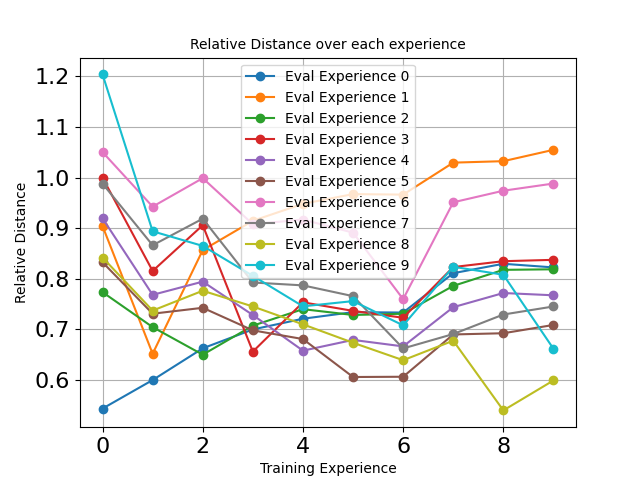 Relative Distance over each experience
Relative Distance
1.2
1.1
1.0
0.9
0.8
0.7
0.6
Eval Experience 0
Eval Experience 1
Eval Experience 2
Eval Experience 3
Eval Experience 4
Eval Experience 5
Eval Experience 6
Eval Experience 7
Eval Experience 8
Eval Experience 9
0 2 4 6 8
Training Experience